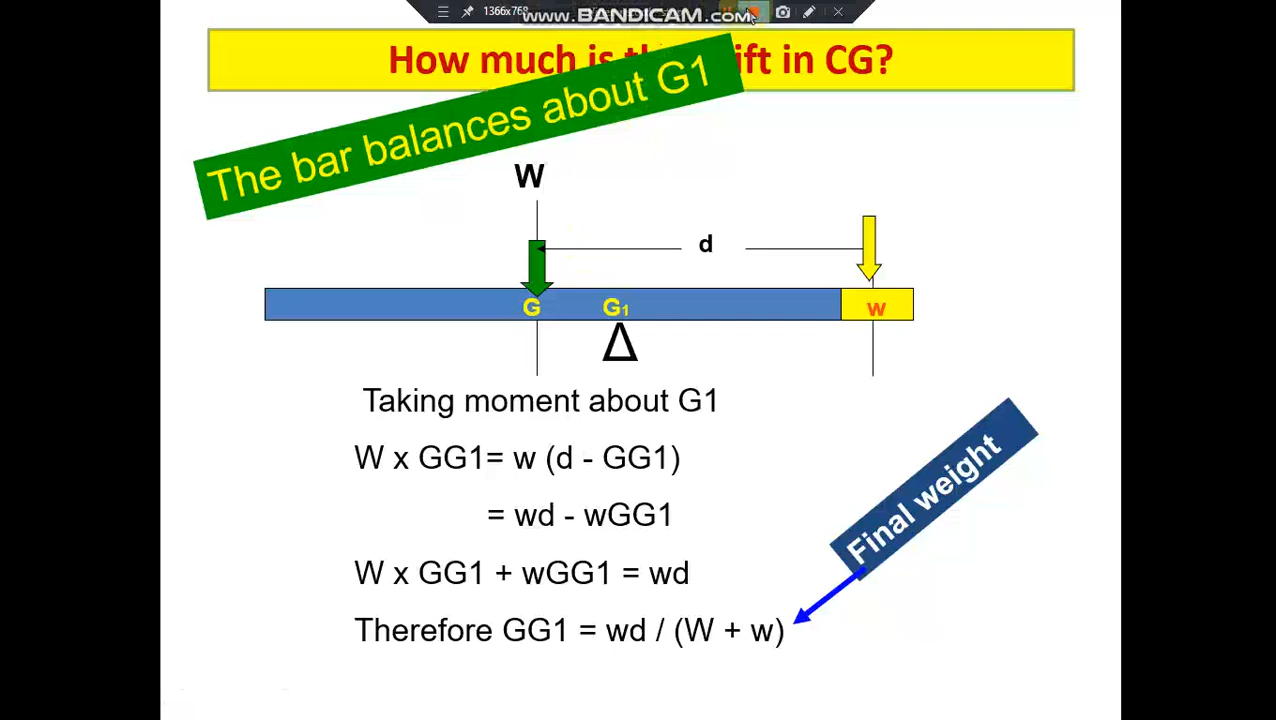 1366x768
www.BANDICAM.com
How much is ift in CG?
The bar balances about G1
W
d
G G1 w
Δ
Taking moment about G1
W x GG1= w (d - GG1)
= wd - wGG1
W x GG1 + wGG1 = wd
Final weight
Therefore GG1 = wd / (W + w)